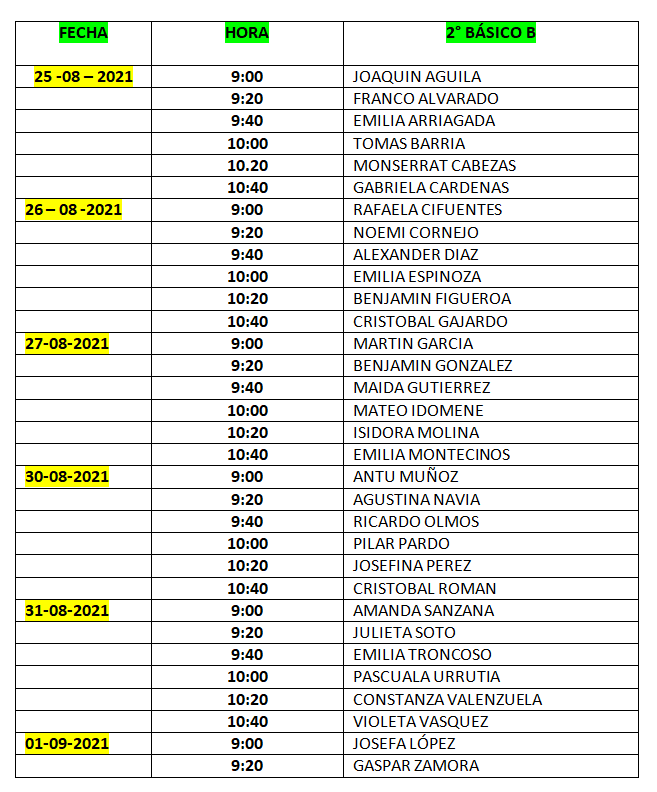 FECHA HORA 2° BÁSICO B
25 -08 – 2021 9:00 JOAQUIN AGUILA
9:20 FRANCO ALVARADO
9:40 EMILIA ARRIAGADA
10:00 TOMAS BARRIA
10.20 MONSERRAT CABEZAS
10:40 GABRIELA CARDENAS
26 – 08 -2021 9:00 RAFAELA CIFUENTES
9:20 NOEMI CORNEJO
9:40 ALEXANDER DIAZ
10:00 EMILIA ESPINOZA
10:20 BENJAMIN FIGUEROA
10:40 CRISTOBAL GAJARDO
27-08-2021 9:00 MARTIN GARCIA
9:20 BENJAMIN GONZALEZ
9:40 MAIDA GUTIERREZ
10:00 MATEO IDOMENE
10:20 ISIDORA MOLINA
10:40 EMILIA MONTECINOS
30-08-2021 9:00 ANTU MUÑOZ
9:20 AGUSTINA NAVIA
9:40 RICARDO OLMOS
10:00 PILAR PARDO
10:20 JOSEFINA PEREZ
10:40 CRISTOBAL ROMAN
31-08-2021 9:00 AMANDA SANZANA
9:20 JULIETA SOTO
9:40 EMILIA TRONCOSO
10:00 PASCUALA URRUTIA
10:20 CONSTANZA VALENZUELA
10:40 VIOLETA VASQUEZ
01-09-2021 9:00 JOSEFA LÓPEZ
9:20 GASPAR ZAMORA